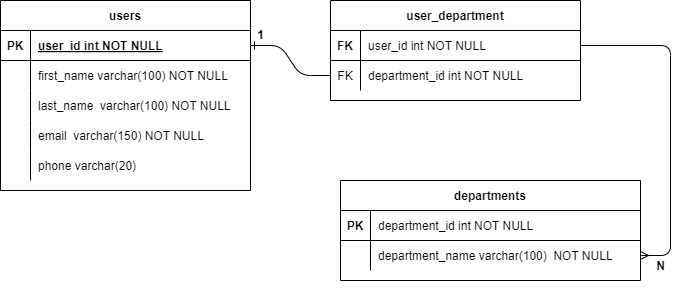 users
PK user_id int NOT NULL
first_name varchar(100) NOT NULL
last_name varchar(100) NOT NULL
email varchar(150) NOT NULL
phone varchar(20)
1
user_department
FK user_id int NOT NULL
FK department_id int NOT NULL
departments
PK department_id int NOT NULL
department_name varchar(100) NOT NULL
N